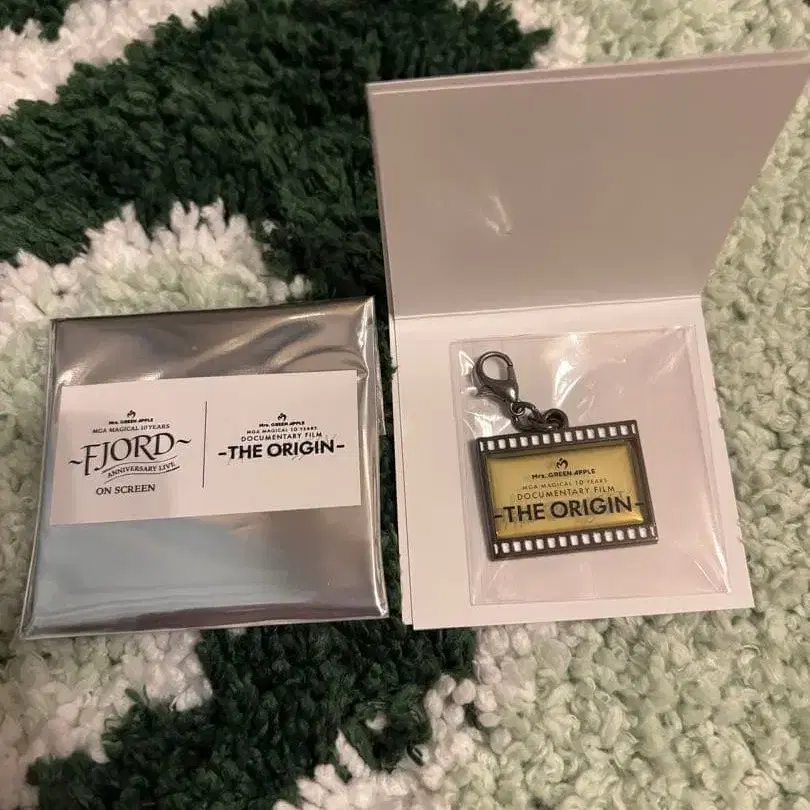 Mrs. GREEN APPLE
MGA MAGICAL 10 YEARS
~FJORD~
ANNIVERSARY LIVE
ON SCREEN
Mrs. GREEN APPLE
MGA MAGICAL 10 YEARS
DOCUMENTARY FILM
-THE ORIGIN-
Mrs. GREEN APPLE
MGA MAGICAL 10 YEARS
DOCUMENTARY FILM
-THE ORIGIN-